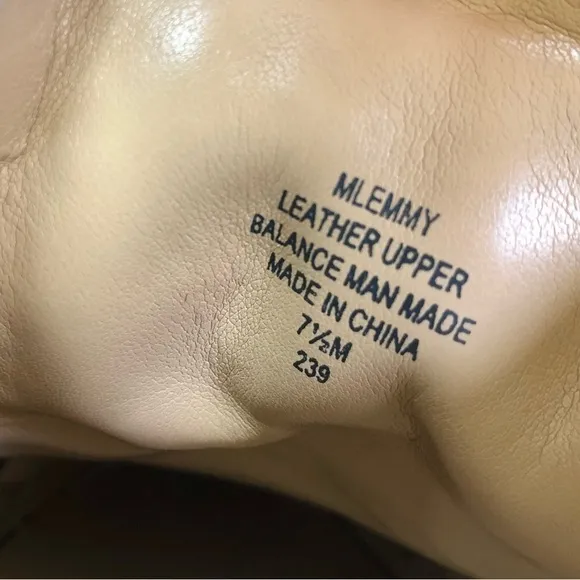 MLEMMY
LEATHER UPPER
BALANCE MAN MADE
MADE IN CHINA
7½M
239